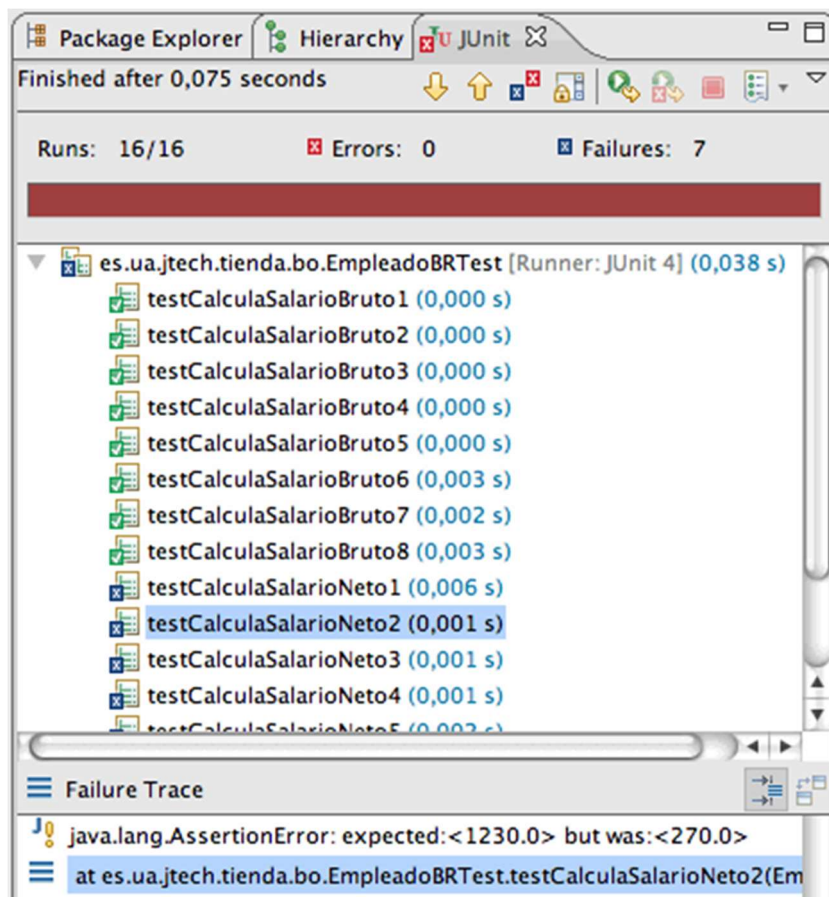 Package Explorer Hierarchy JUnit
Finished after 0,075 seconds
Runs: 16/16 Errors: 0 Failures: 7
es.ua.jtech.tienda.bo.EmpleadoBRTest [Runner: JUnit 4] (0,038 s)
testCalculaSalarioBruto1 (0,000 s)
testCalculaSalarioBruto2 (0,000 s)
testCalculaSalarioBruto3 (0,000 s)
testCalculaSalarioBruto4 (0,000 s)
testCalculaSalarioBruto5 (0,000 s)
testCalculaSalarioBruto6 (0,003 s)
testCalculaSalarioBruto7 (0,002 s)
testCalculaSalarioBruto8 (0,003 s)
testCalculaSalarioNeto1 (0,006 s)
testCalculaSalarioNeto2 (0,001 s)
testCalculaSalarioNeto3 (0,001 s)
testCalculaSalarioNeto4 (0,001 s)
testCalculaSalarioNeto5 (0,002 s)
Failure Trace
java.lang.AssertionError: expected:<1230.0> but was:<270.0>
at es.ua.jtech.tienda.bo.EmpleadoBRTest.testCalculaSalarioNeto2(Em